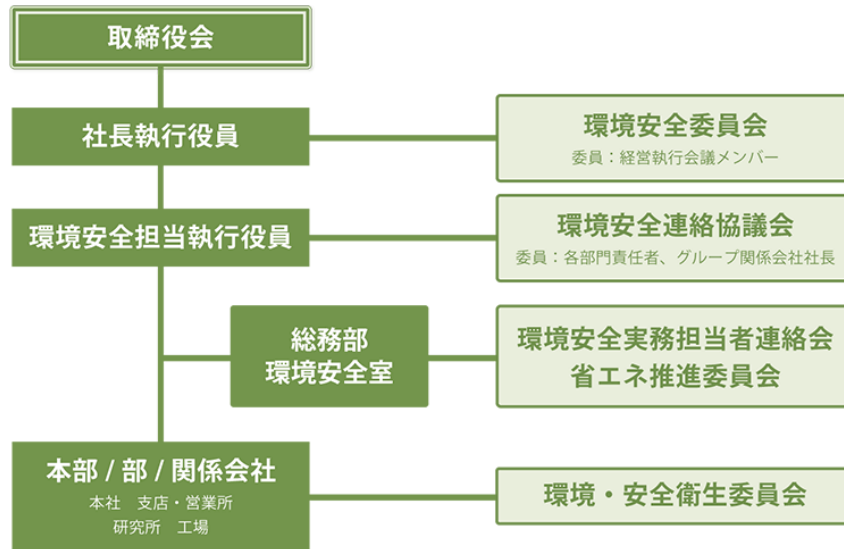 取締役会
社長執行役員
環境安全委員会
委員：経営執行会議メンバー
環境安全担当執行役員
環境安全連絡協議会
委員：各部門責任者、グループ関係会社社長
総務部
環境安全室
環境安全実務担当者連絡会
省エネ推進委員会
本部 / 部 / 関係会社
本社　支店・営業所
研究所　工場
環境・安全衛生委員会